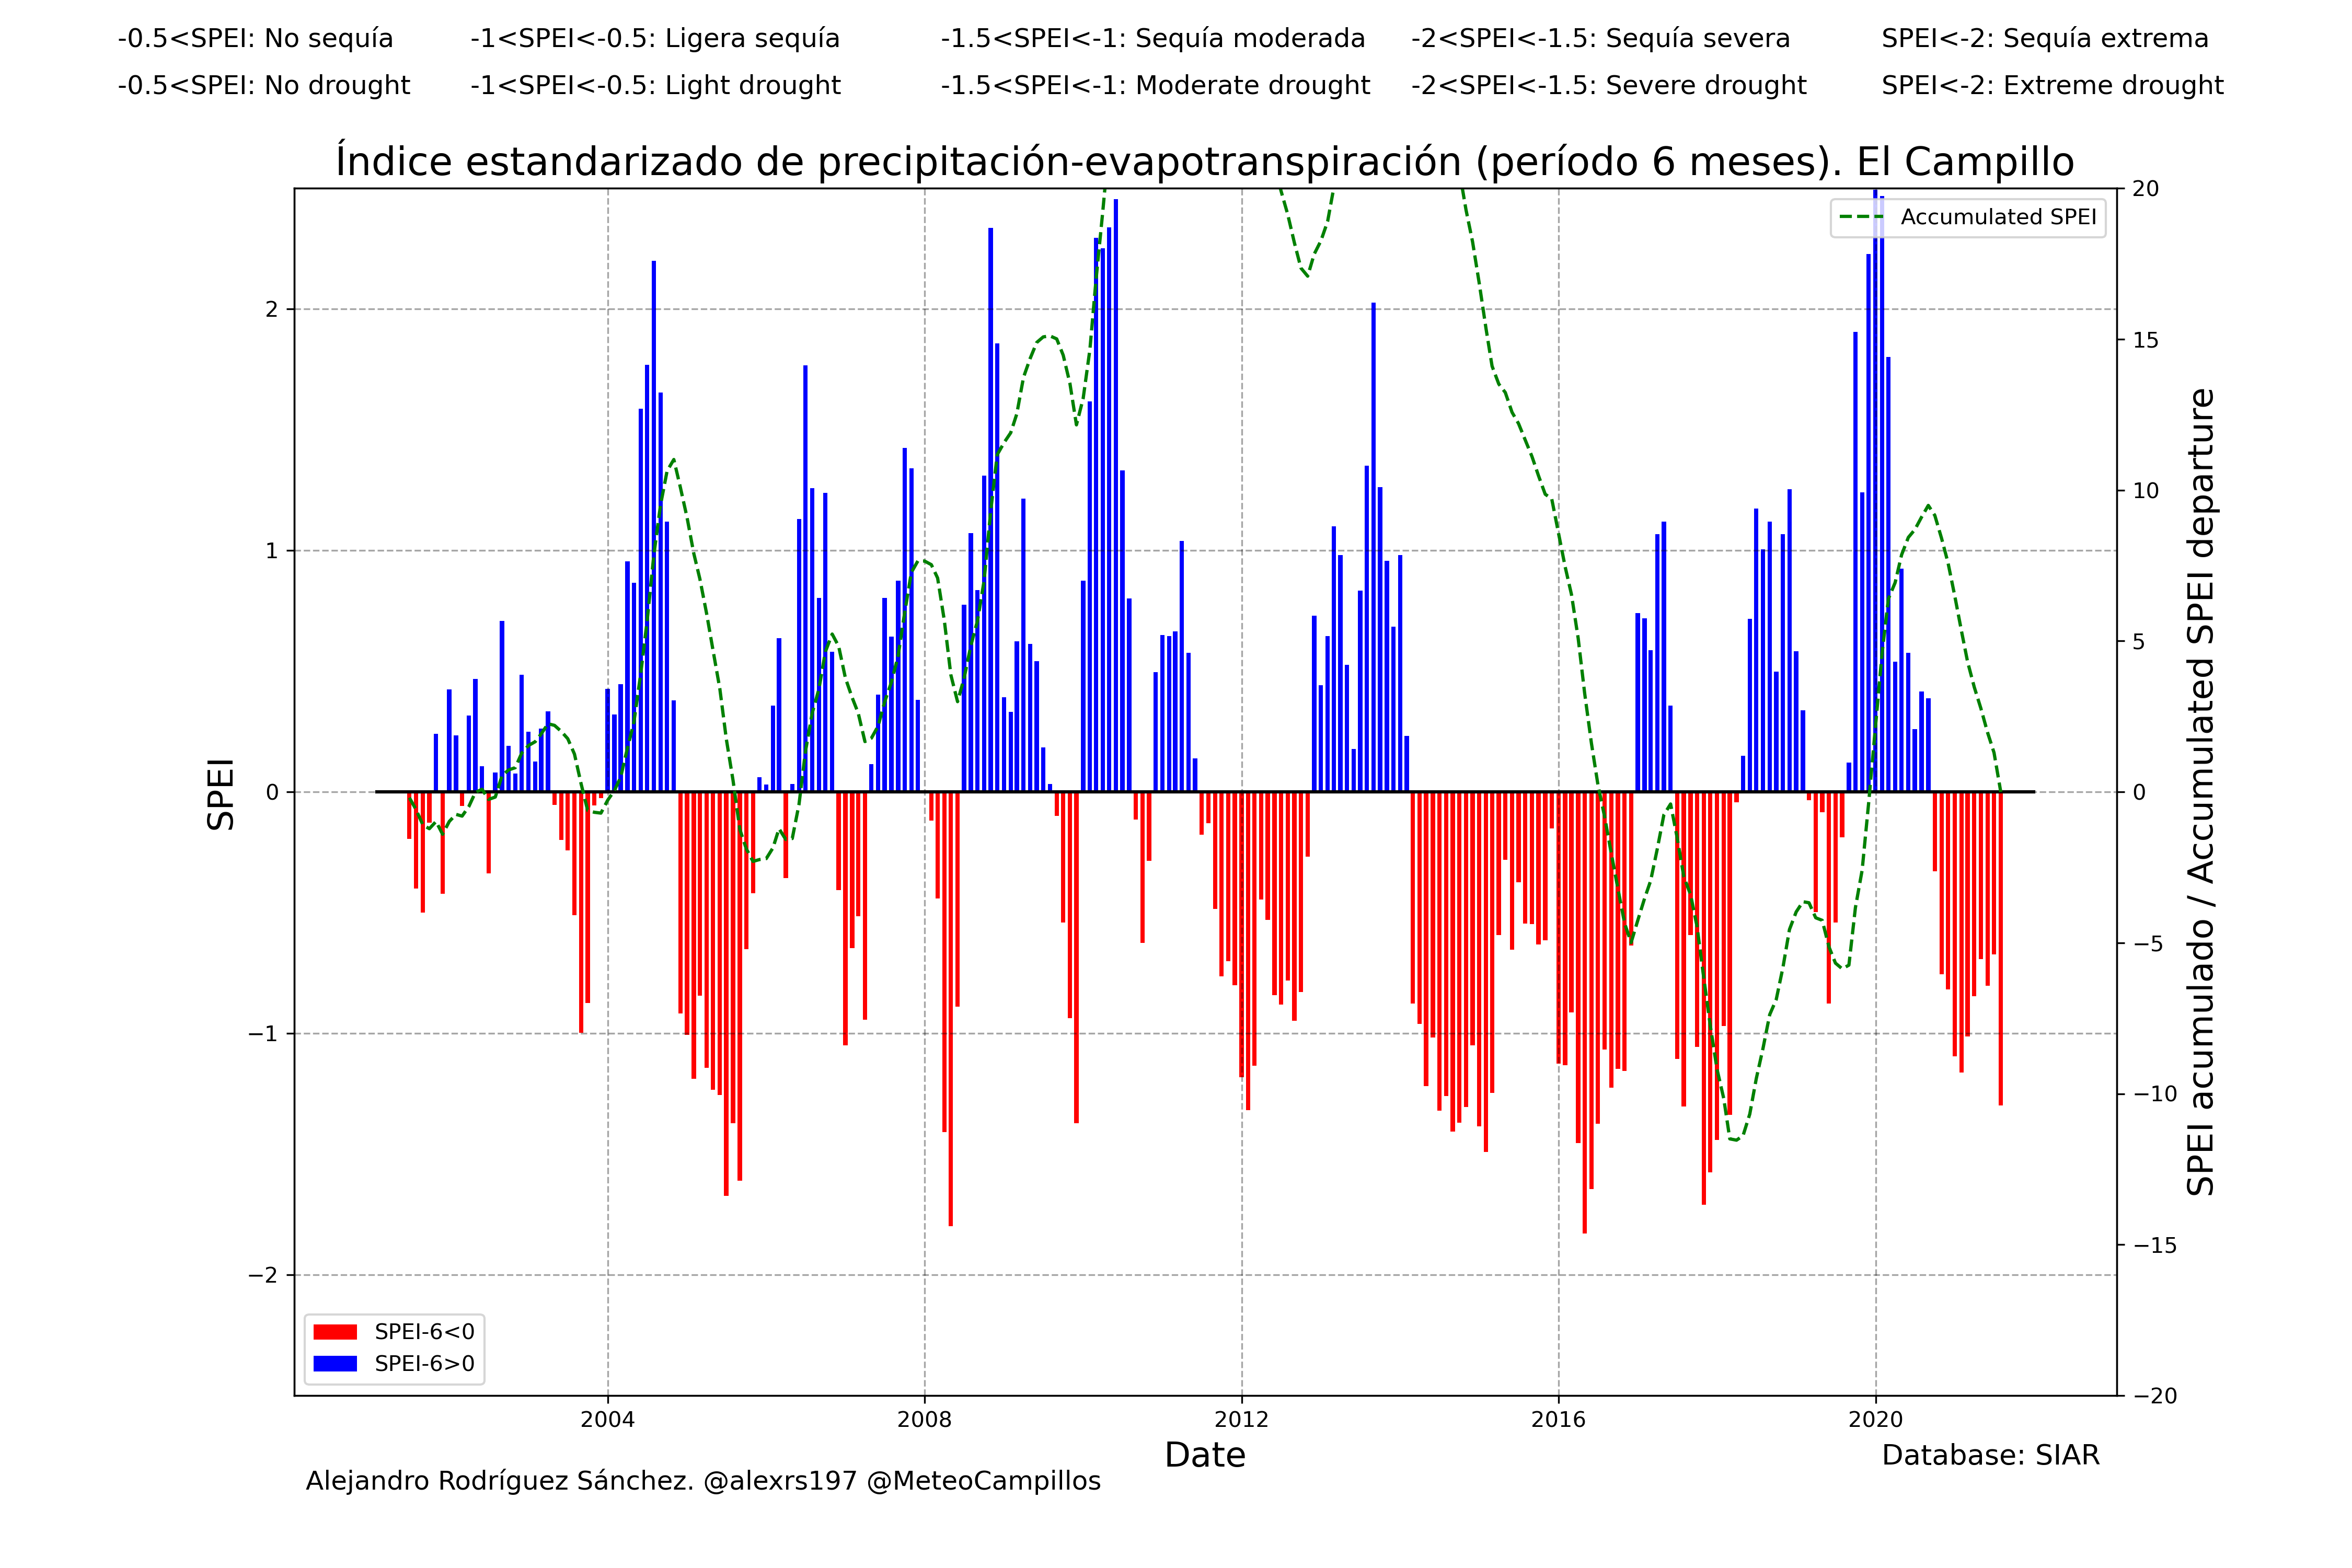 -0.5<SPEI: No sequía -1<SPEI<-0.5: Ligera sequía -1.5<SPEI<-1: Sequía moderada -2<SPEI<-1.5: Sequía severa SPEI<-2: Sequía extrema
-0.5<SPEI: No drought -1<SPEI<-0.5: Light drought -1.5<SPEI<-1: Moderate drought -2<SPEI<-1.5: Severe drought SPEI<-2: Extreme drought
Índice estandarizado de precipitación-evapotranspiración (período 6 meses). El Campillo
SPEI
2
1
0
−1
−2
Accumulated SPEI
20
15
10
5
0
−5
−10
−15
−20
SPEI acumulado / Accumulated SPEI departure
SPEI-6<0
SPEI-6>0
2004 2008 2012 2016 2020
Date
Database: SIAR
Alejandro Rodríguez Sánchez. @alexrs197 @MeteoCampillos